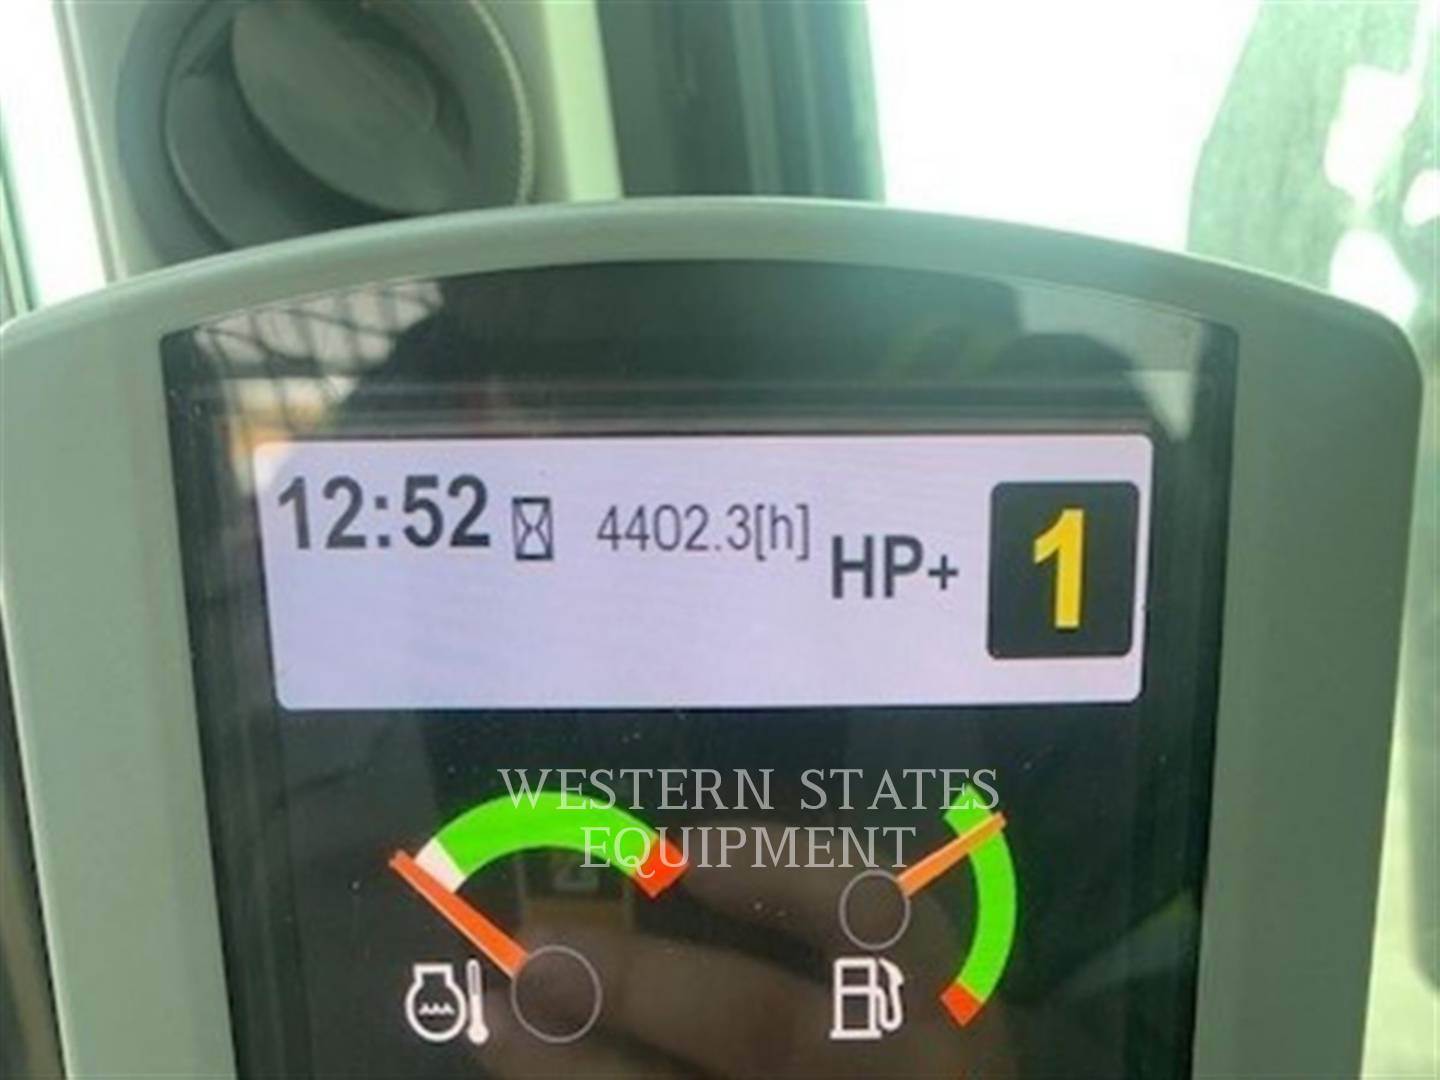 12:52 4402.3[h] HP+ 1
WESTERN STATES
EQUIPMENT